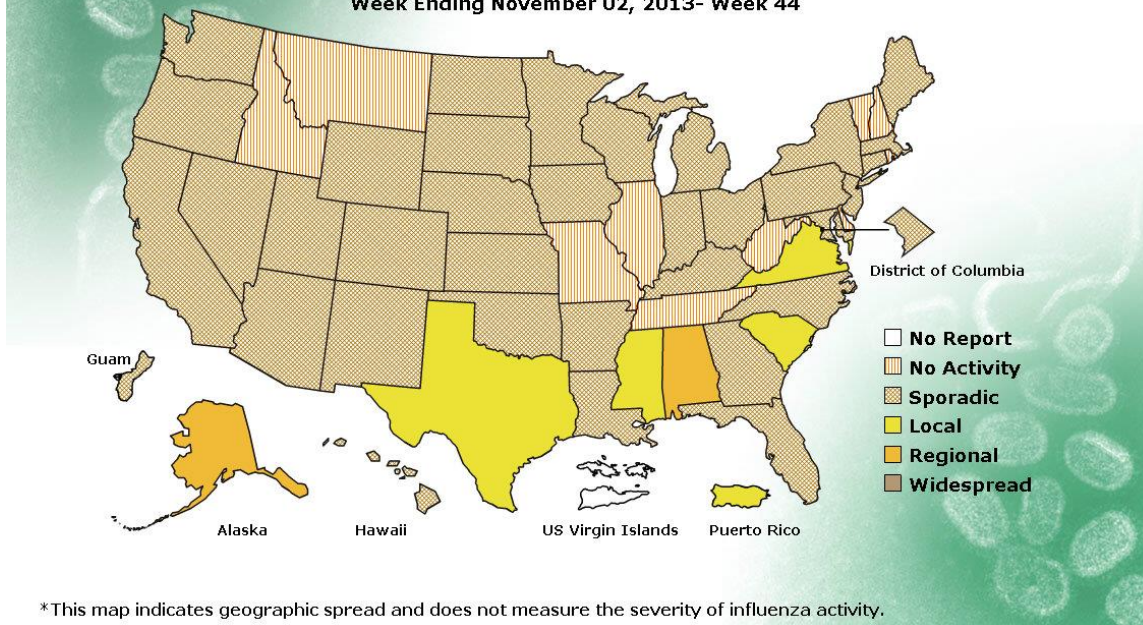 Week Ending November 02, 2013- Week 44
District of Columbia
No Report
No Activity
Guam
Sporadic
Local
Regional
Widespread
Alaska
Hawaii
US Virgin Islands
Puerto Rico
*This map indicates geographic spread and does not measure the severity of influenza activity.